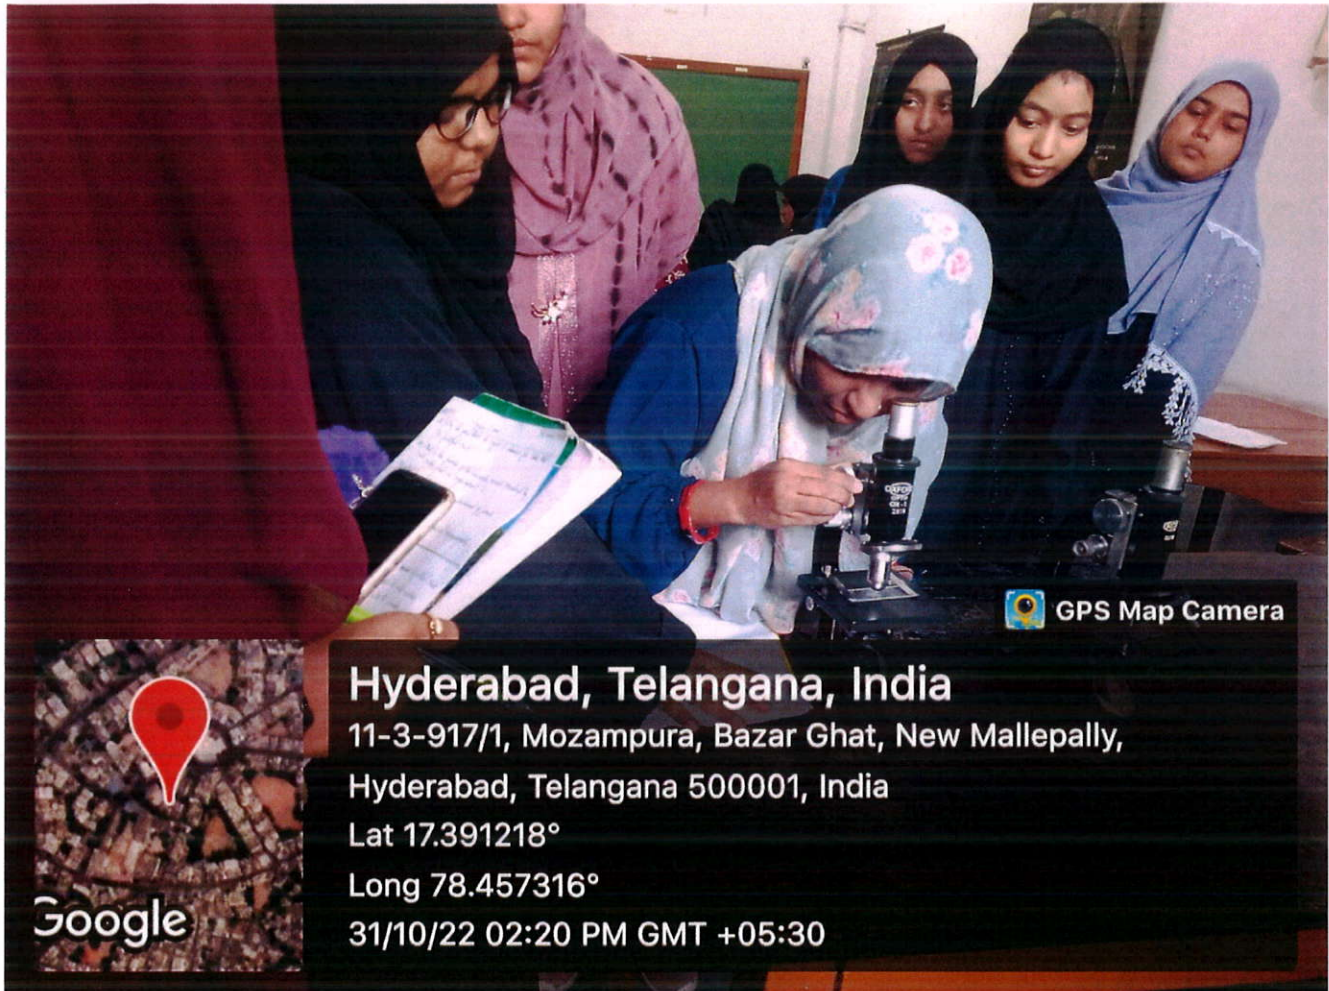 GPS Map Camera
Hyderabad, Telangana, India
11-3-917/1, Mozampura, Bazar Ghat, New Mallepally,
Hyderabad, Telangana 500001, India
Lat 17.391218°
Long 78.457316°
31/10/22 02:20 PM GMT +05:30
Google